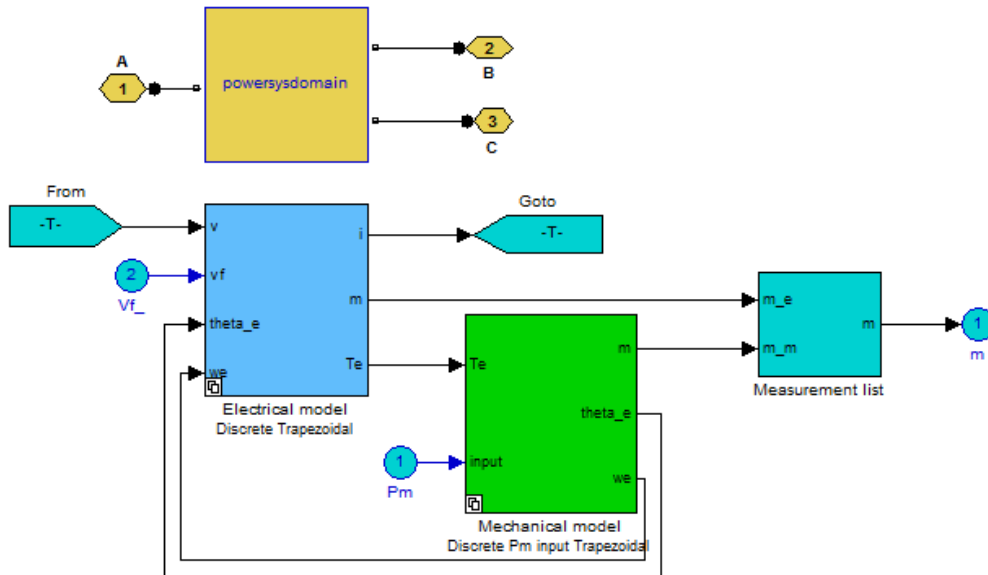 A
1
powersysdomain
2
B
3
C
From
-T-
v
i
Goto
-T-
2
Vf_
vf
m
theta_e
we
Te
Electrical model
Discrete Trapezoidal
Te
m
theta_e
1
Pm
input
we
Mechanical model
Discrete Pm input Trapezoidal
m_e
m_m
m
Measurement list
1
m